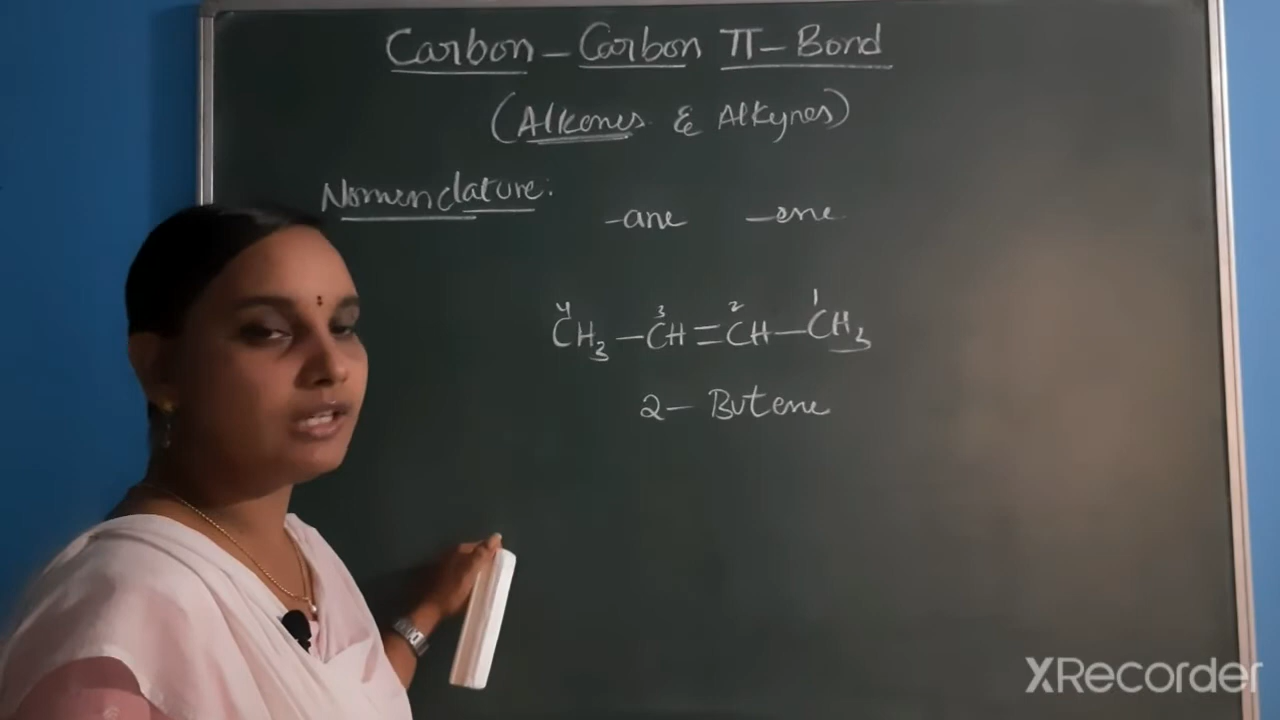 Carbon - Carbon π - Bond
(Alkenes & Alkynes)
Nomenclature:
-ane -ene
4 3 2 1
CH₃ - CH = CH - CH₃
2 - Butene
XRecorder